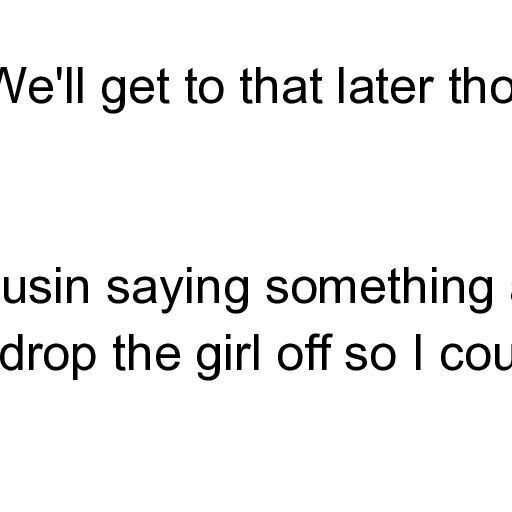 We'll get to that later tho
usin saying something
drop the girl off so I cou